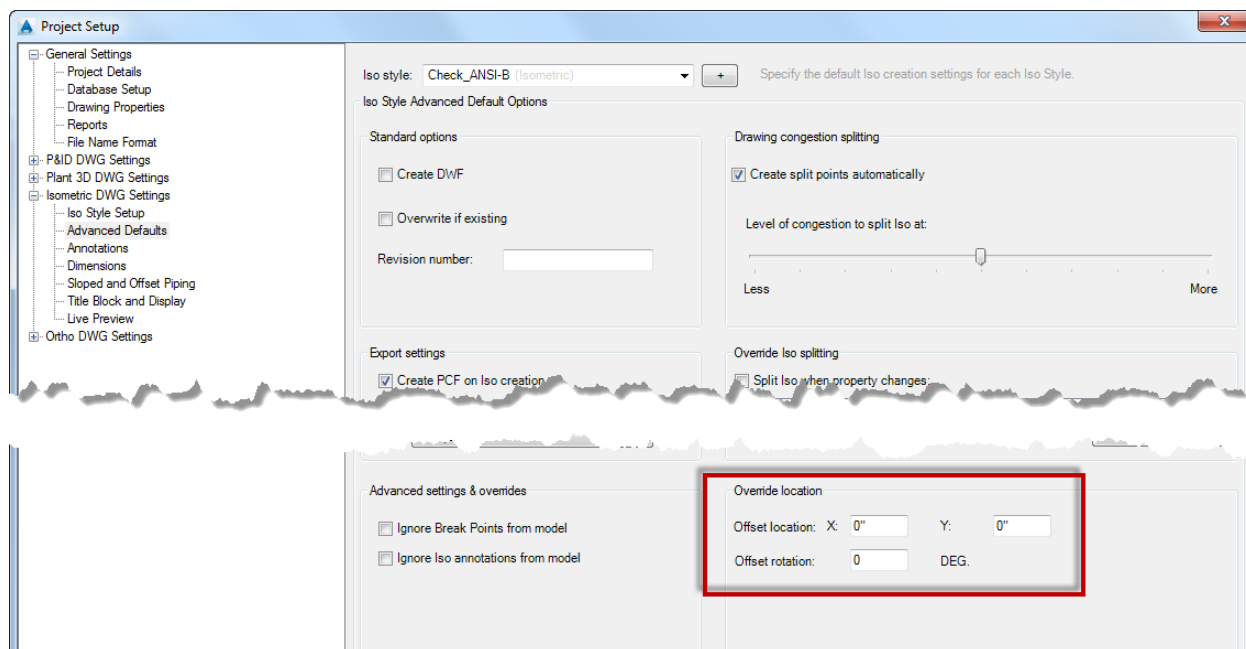 Project Setup
General Settings
Project Details
Database Setup
Drawing Properties
Reports
File Name Format
P&ID DWG Settings
Plant 3D DWG Settings
Isometric DWG Settings
Iso Style Setup
Advanced Defaults
Annotations
Dimensions
Sloped and Offset Piping
Title Block and Display
Live Preview
Ortho DWG Settings
Iso style: Check_ANSI-B (Isometric) + Specify the default Iso creation settings for each Iso Style.
Iso Style Advanced Default Options
Standard options
Create DWF
Overwrite if existing
Revision number:
Drawing congestion splitting
Create split points automatically
Level of congestion to split Iso at:
Less More
Export settings
Create PCF on Iso creation
Override Iso splitting
Split Iso when property changes:
Advanced settings & overrides
Ignore Break Points from model
Ignore Iso annotations from model
Override location
Offset location: X: 0" Y: 0"
Offset rotation: 0 DEG.